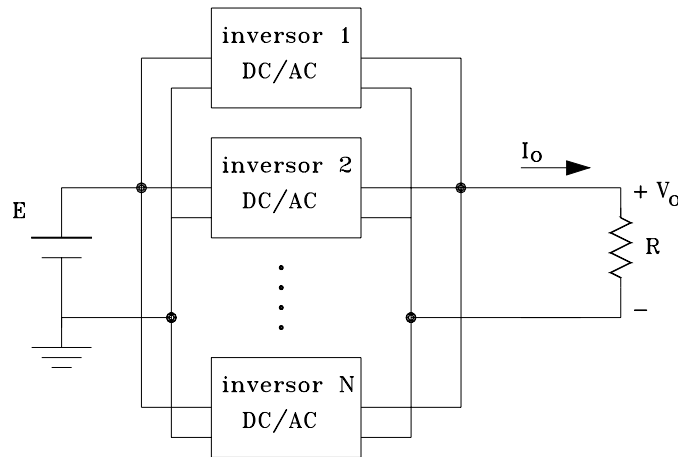 inversor 1
DC/AC
inversor 2
DC/AC
Io
+ Vo
E
R
−
inversor N
DC/AC